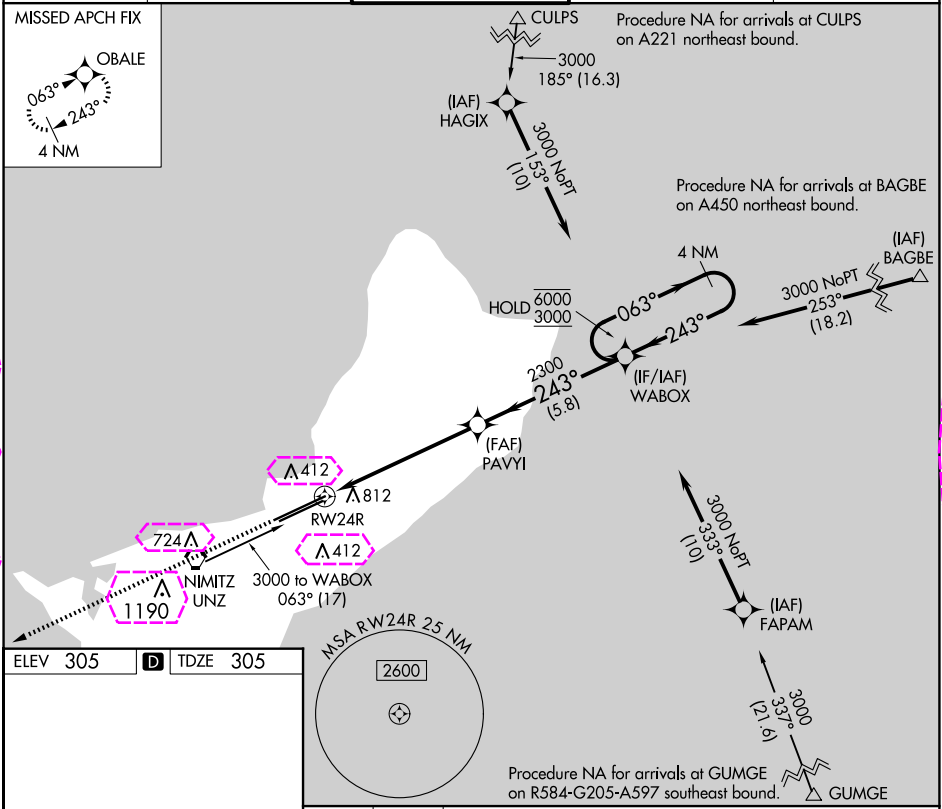 MISSED APCH FIX
OBALE
063°
243°
4 NM
CULPS
3000
185° (16.3)
Procedure NA for arrivals at CULPS
on A221 northeast bound.
(IAF)
HAGIX
3000 NoPT
153°
(10)
Procedure NA for arrivals at BAGBE
on A450 northeast bound.
(IAF)
BAGBE
3000 NoPT
253°
(18.2)
4 NM
HOLD
6000
3000
063°
243°
(IF/IAF)
WABOX
2300
243°
(5.8)
(FAF)
PAVYI
412
812
RW24R
724
412
NIMITZ
UNZ
3000 to WABOX
063° (17)
1190
3000 NoPT
333°
(10)
(IAF)
FAPAM
ELEV 305
D
TDZE 305
MSA RW24R 25 NM
2600
3000
337°
(21.6)
Procedure NA for arrivals at GUMGE
on R584-G205-A597 southeast bound.
GUMGE